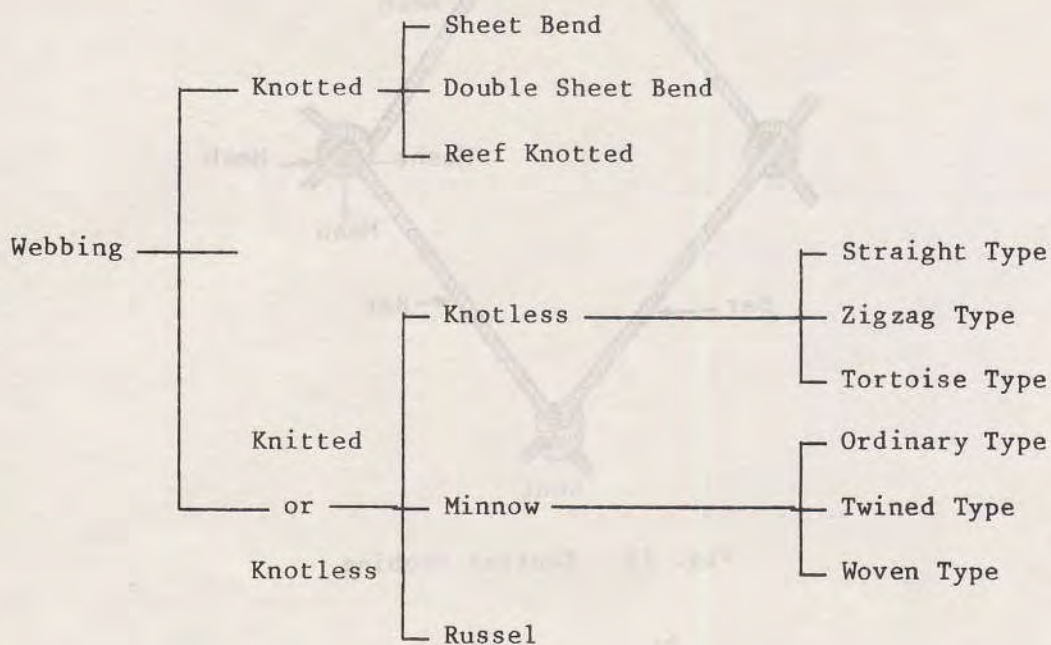 Sheet Bend
Knotted
Double Sheet Bend
Reef Knotted
Webbing
Straight Type
Knotless
Zigzag Type
Tortoise Type
Knitted
Ordinary Type
or
Minnow
Twined Type
Knotless
Woven Type
Russel